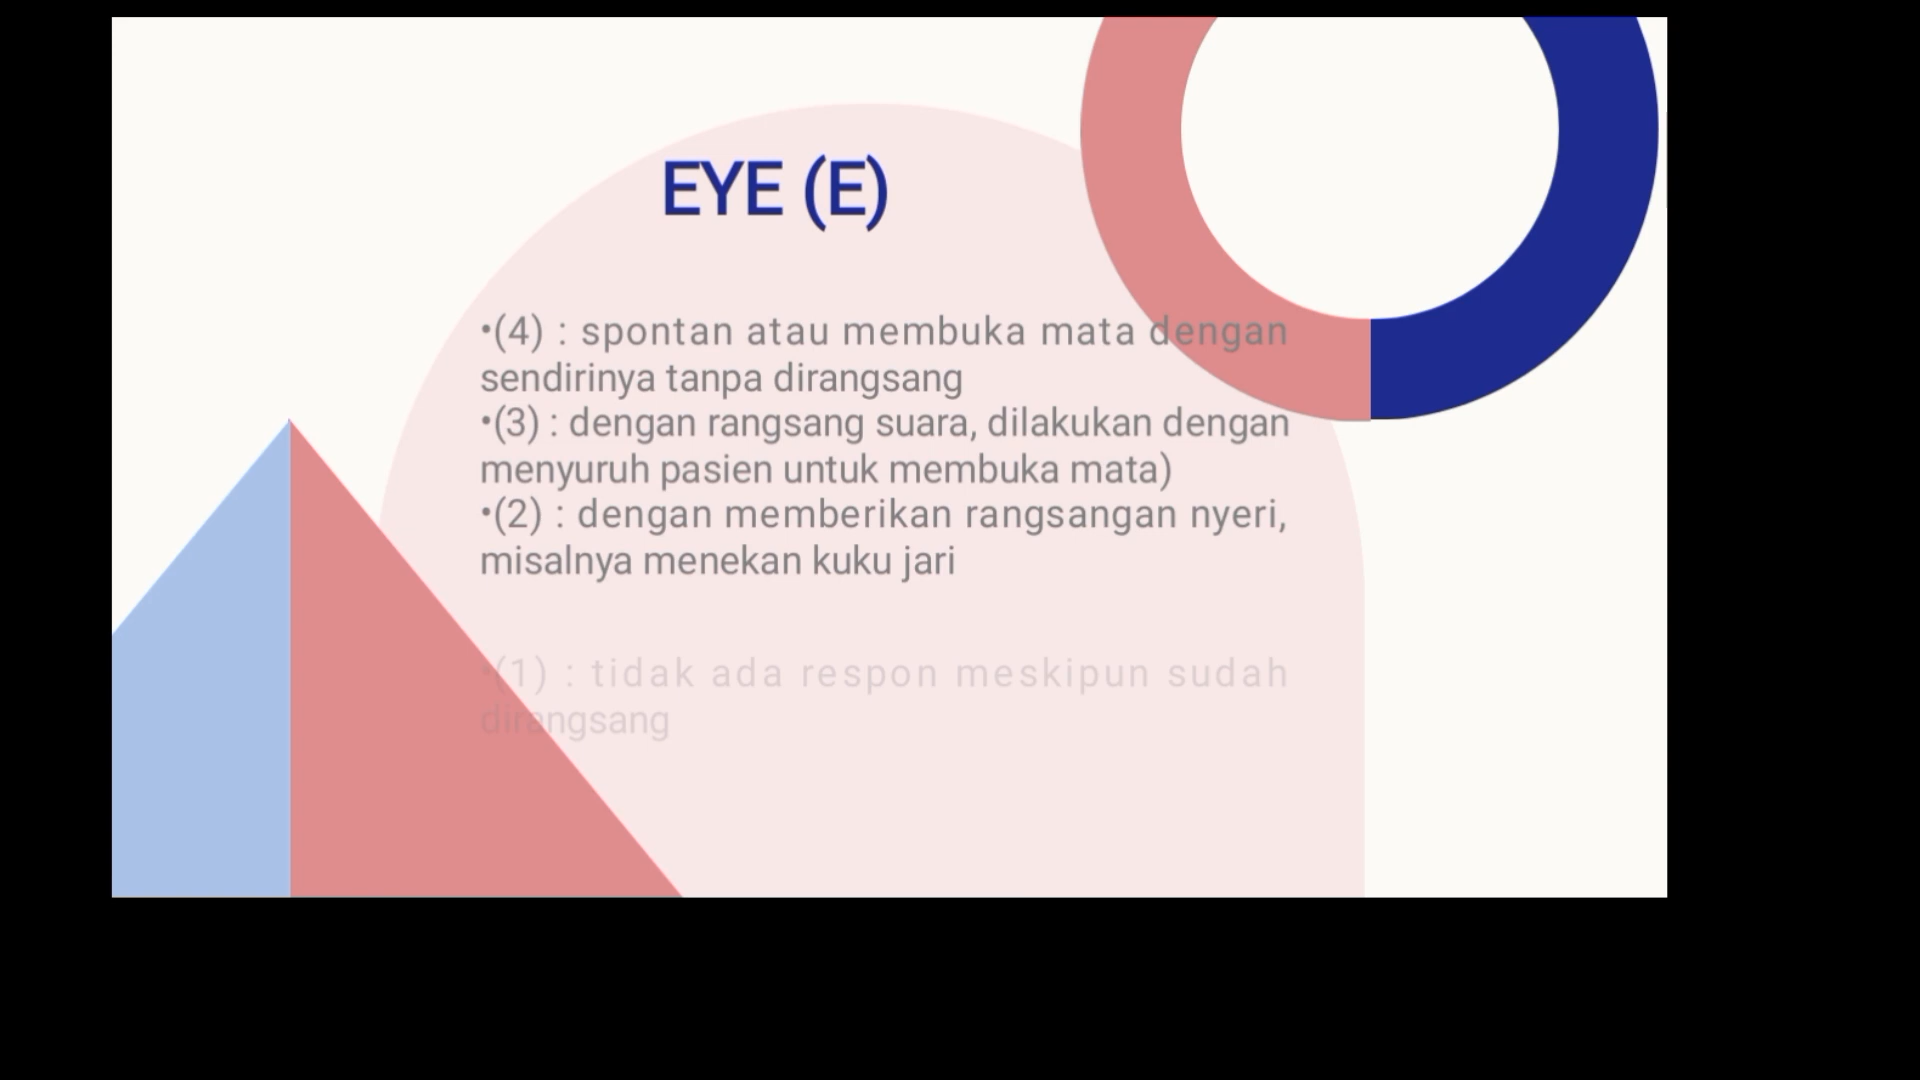 EYE (E)
•(4) : spontan atau membuka mata dengan
sendirinya tanpa dirangsang
•(3) : dengan rangsang suara, dilakukan dengan
menyuruh pasien untuk membuka mata)
•(2) : dengan memberikan rangsangan nyeri,
misalnya menekan kuku jari
•(1) : tidak ada respon meskipun sudah
dirangsang